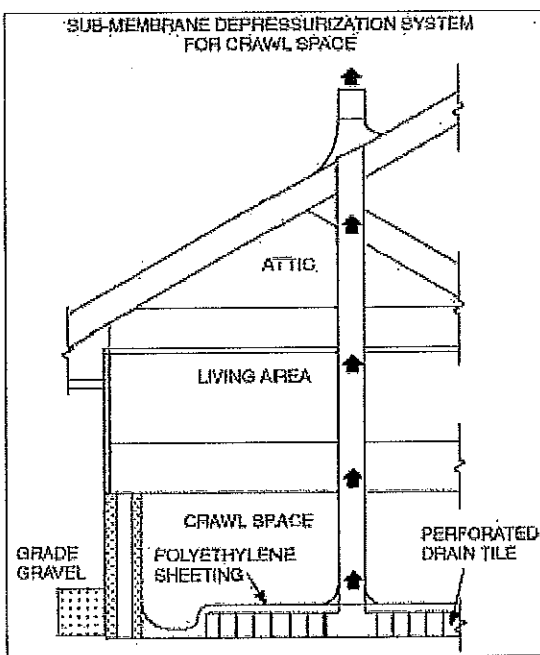 SUB-MEMBRANE DEPRESSURIZATION SYSTEM
FOR CRAWL SPACE
ATTIC
LIVING AREA
CRAWL SPACE
POLYETHYLENE
SHEETING
GRADE
GRAVEL
PERFORATED
DRAIN TILE